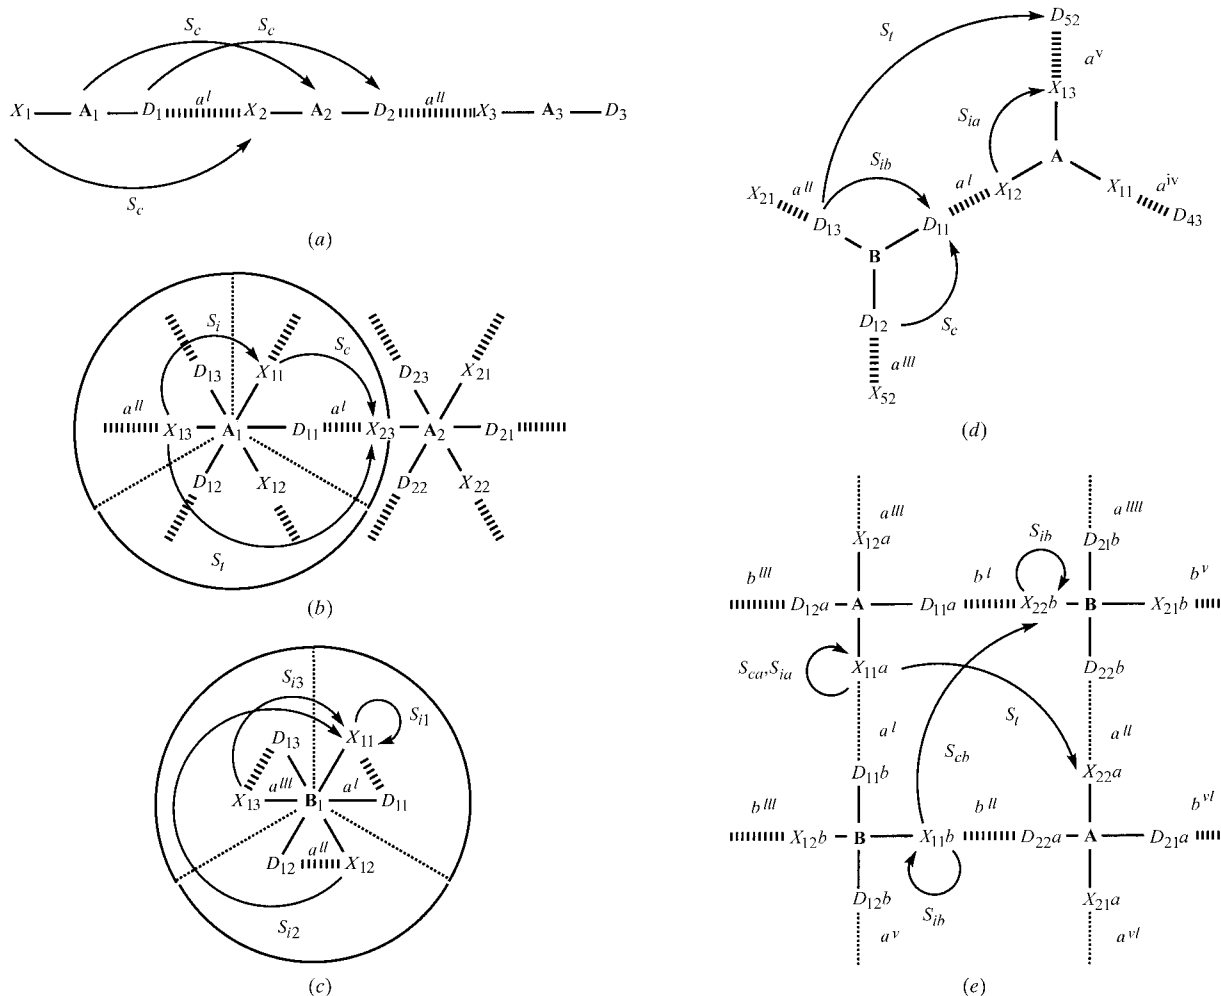 S_c S_c
X_1 A_1 D_1 a^I X_2 A_2 D_2 a^II X_3 A_3 D_3
S_c
(a)
S_i S_c
D_13 X_11 D_23 X_21
a^II X_13 A_1 D_11 a^I X_23 A_2 D_21
D_12 X_12 D_22 X_22
S_t
(b)
S_i3 S_i1
D_13 X_11
X_13 a^III B_1 a^I D_11
D_12 a^II X_12
S_i2
(c)
D_52
S_t a^v
X_13
S_ia
A
S_ib
X_21 a^II a^I X_12 X_11 a^iv
D_13 D_11 D_43
B
D_12 S_c
a^III
X_52
(d)
a^III a^IIII
X_12a S_ib D_21b
b^III b^I b^v
D_12a A D_11a X_22b B X_21b
S_ca,S_ia X_11a D_22b
S_t
a^I S_cb a^II
D_11b X_22a
b^III b^II b^vI
X_12b B X_11b D_22a A D_21a
D_12b S_ib X_21a
a^v a^vI
(e)